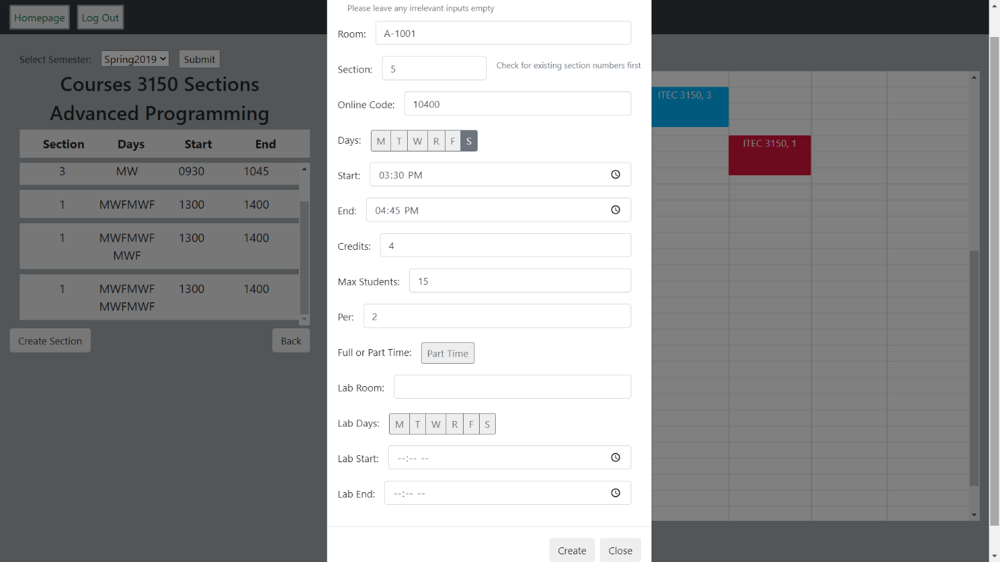 Homepage
Log Out
Select Semester: Spring2019 Submit
Courses 3150 Sections
Advanced Programming
Section Days Start End
3 MW 0930 1045
1 MWFMWF 1300 1400
1 MWFMWF 1300 1400
MWF
1 MWFMWF 1300 1400
MWFMWF
Create Section
Back
Please leave any irrelevant inputs empty
Room: A-1001
Section: 5 Check for existing section numbers first
Online Code: 10400
Days: M T W R F S
Start: 03:30 PM
End: 04:45 PM
Credits: 4
Max Students: 15
Per: 2
Full or Part Time: Part Time
Lab Room:
Lab Days: M T W R F S
Lab Start: --:-- --
Lab End: --:-- --
Create Close
ITEC 3150, 3
ITEC 3150, 1